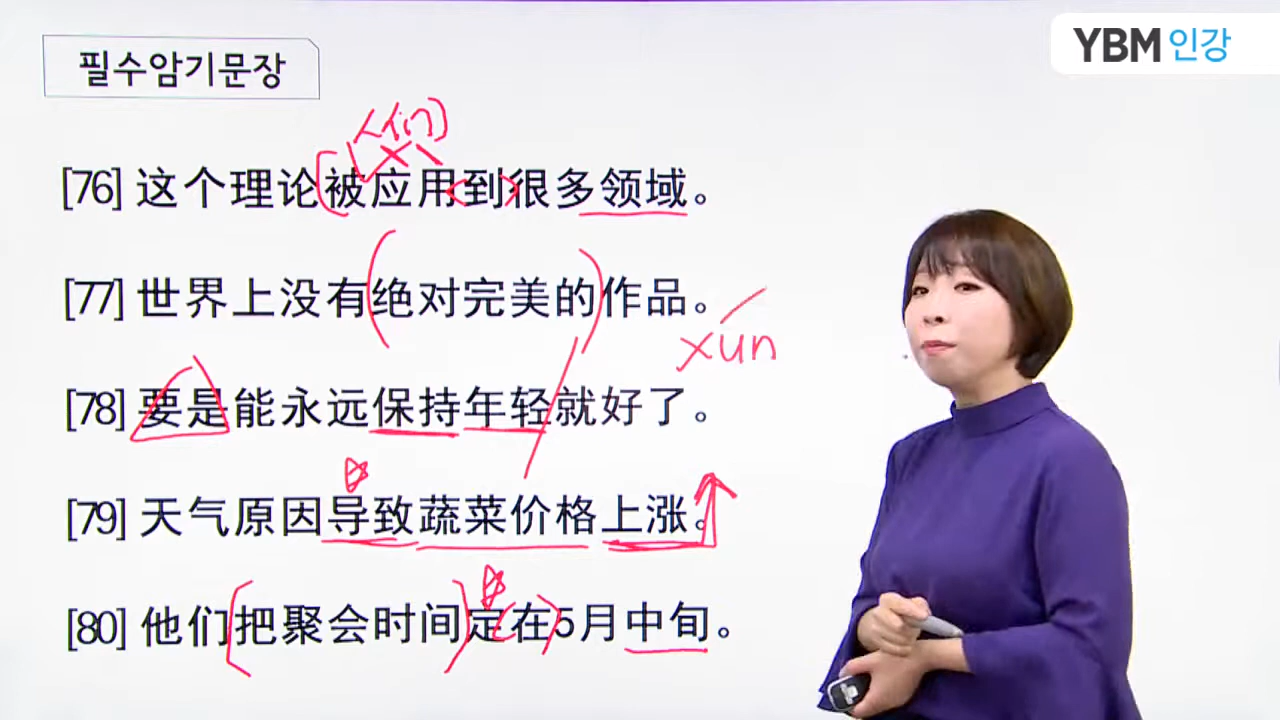 YBM 인강
필수암기문장
人们
[76] 这个理论被应用到很多领域。
[77] 世界上没有绝对完美的作品。
xún
[78] 要是能永远保持年轻就好了。
[79] 天气原因导致蔬菜价格上涨。
[80] 他们把聚会时间定在5月中旬。